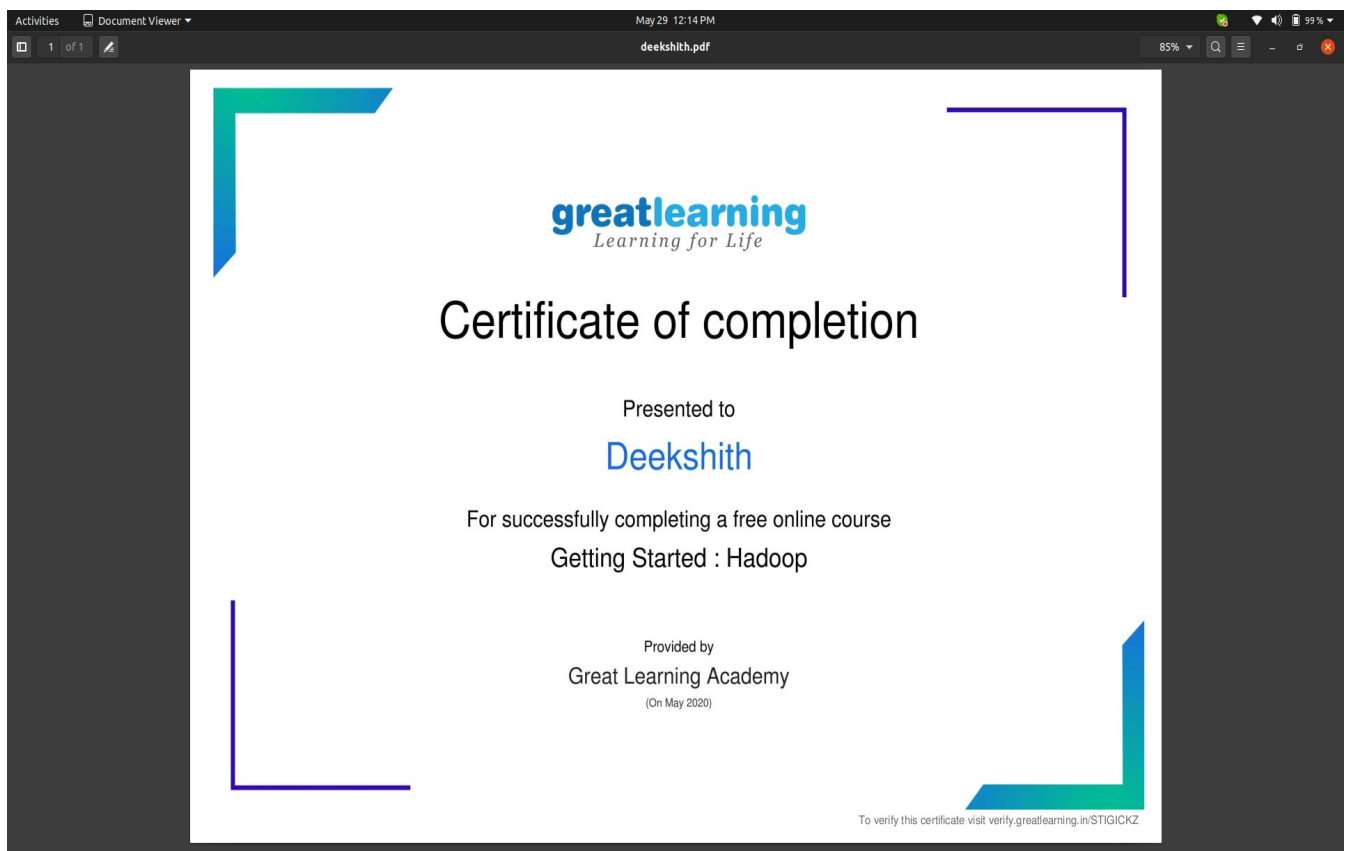 Activities Document Viewer May 29 12:14 PM 99 %
1 of 1 deekshith.pdf 85%
greatlearning
Learning for Life
Certificate of completion
Presented to
Deekshith
For successfully completing a free online course
Getting Started : Hadoop
Provided by
Great Learning Academy
(On May 2020)
To verify this certificate visit verify.greatlearning.in/STIGICKZ